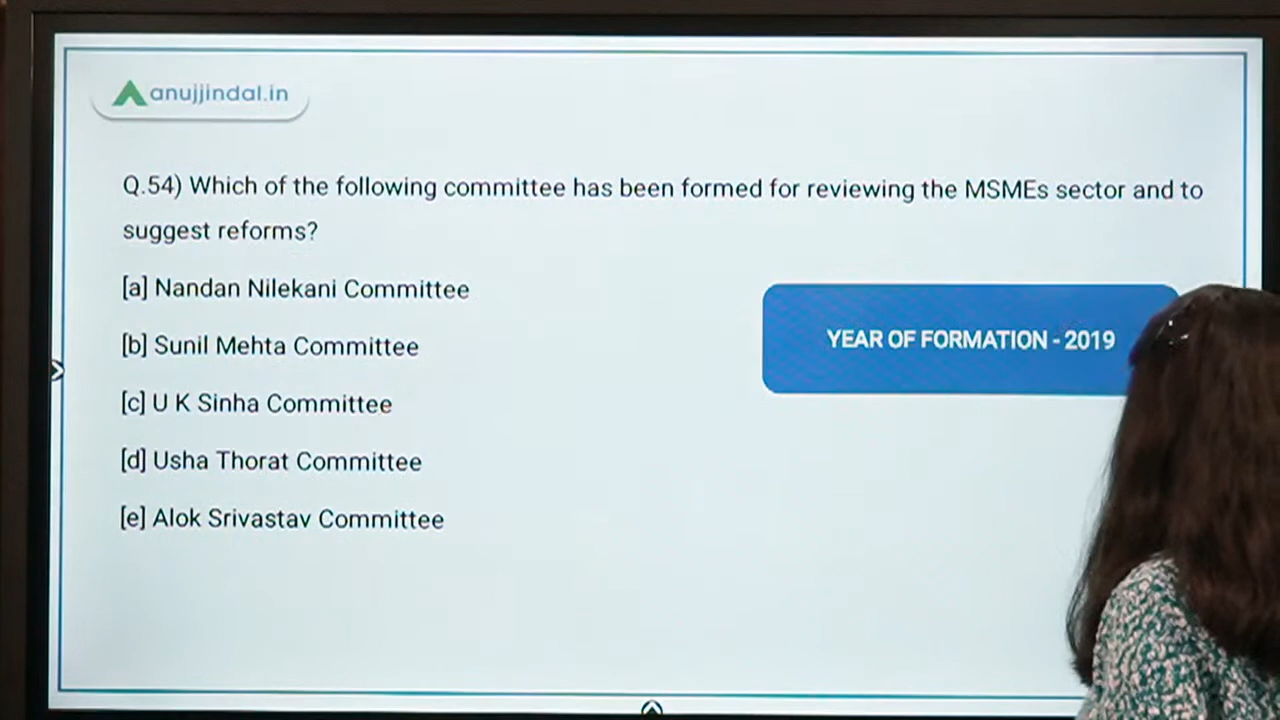 anujjindal.in
Q.54) Which of the following committee has been formed for reviewing the MSMEs sector and to
suggest reforms?
[a] Nandan Nilekani Committee
[b] Sunil Mehta Committee
YEAR OF FORMATION - 2019
[c] U K Sinha Committee
[d] Usha Thorat Committee
[e] Alok Srivastav Committee